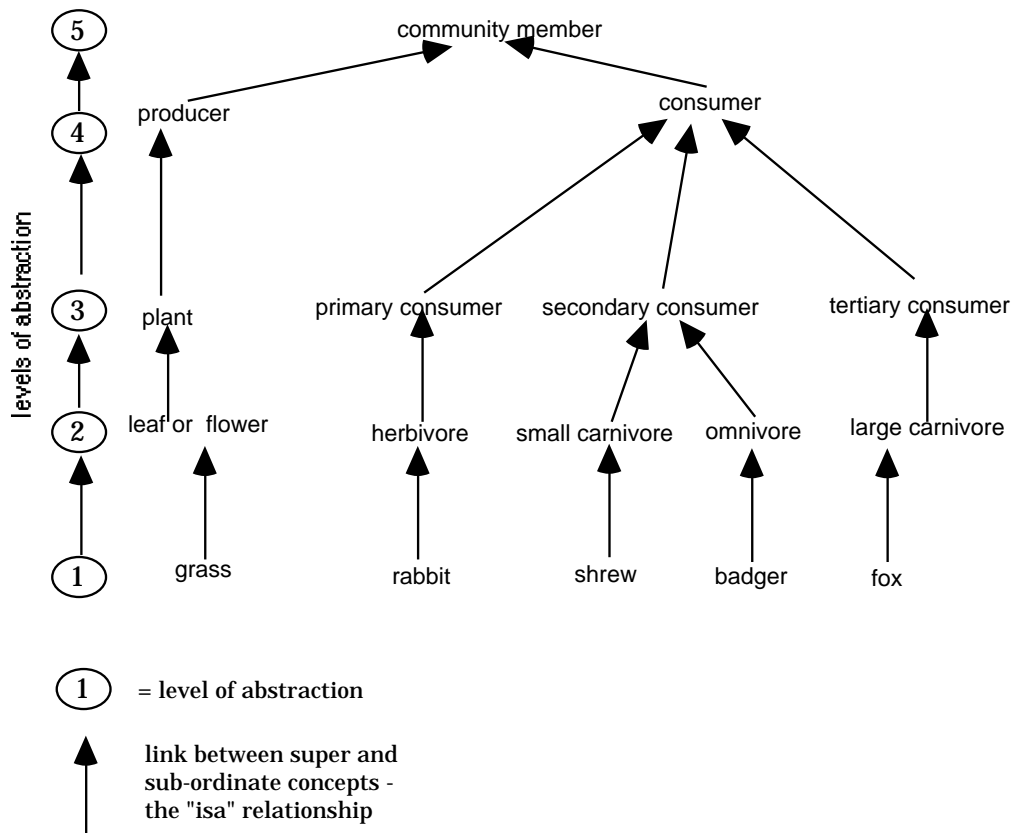 5
community member
producer
consumer
4
levels of abstraction
3
plant
primary consumer
secondary consumer
tertiary consumer
2
leaf or flower
herbivore
small carnivore
omnivore
large carnivore
1
grass
rabbit
shrew
badger
fox
1 = level of abstraction
link between super and
sub-ordinate concepts -
the "isa" relationship